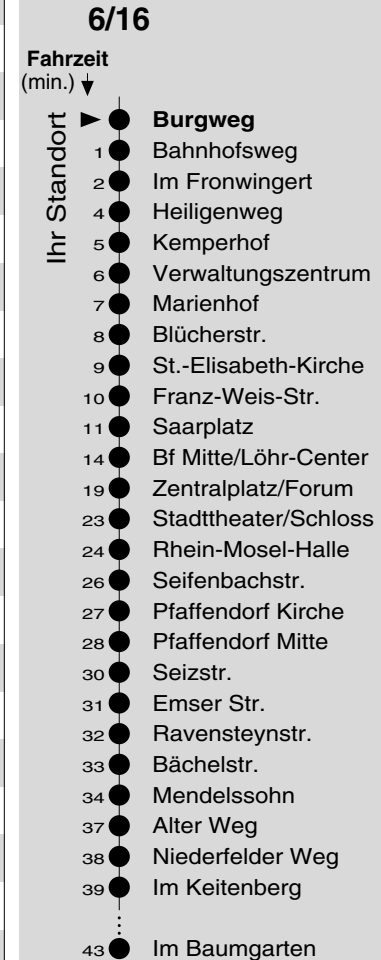 6/16
Fahrzeit
(min.)
Ihr Standort
Burgweg
1 Bahnhofsweg
2 Im Fronwingert
4 Heiligenweg
5 Kemperhof
6 Verwaltungszentrum
7 Marienhof
8 Blücherstr.
9 St.-Elisabeth-Kirche
10 Franz-Weis-Str.
11 Saarplatz
14 Bf Mitte/Löhr-Center
19 Zentralplatz/Forum
23 Stadttheater/Schloss
24 Rhein-Mosel-Halle
26 Seifenbachstr.
27 Pfaffendorf Kirche
28 Pfaffendorf Mitte
30 Seizstr.
31 Emser Str.
32 Ravensteynstr.
33 Bächelstr.
34 Mendelssohn
37 Alter Weg
38 Niederfelder Weg
39 Im Keitenberg
43 Im Baumgarten